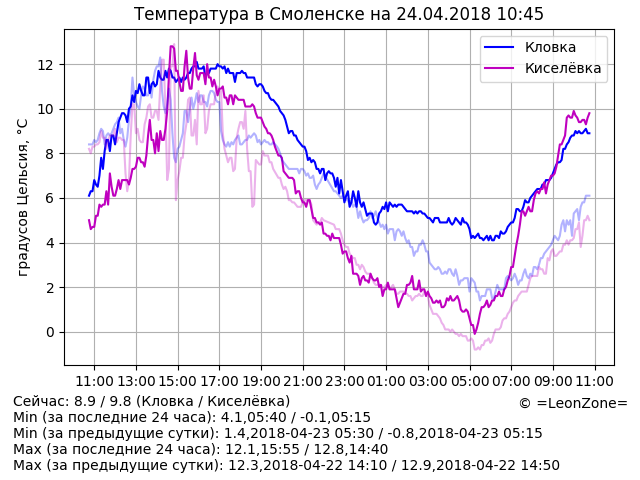 Температура в Смоленске на 24.04.2018 10:45
Кловка
Киселёвка
градусов Цельсия, °C
12
10
8
6
4
2
0
11:00 13:00 15:00 17:00 19:00 21:00 23:00 01:00 03:00 05:00 07:00 09:00 11:00
Сейчас: 8.9 / 9.8 (Кловка / Киселёвка)
© =LeonZone=
Min (за последние 24 часа): 4.1,05:40 / -0.1,05:15
Min (за предыдущие сутки): 1.4,2018-04-23 05:30 / -0.8,2018-04-23 05:15
Max (за последние 24 часа): 12.1,15:55 / 12.8,14:40
Max (за предыдущие сутки): 12.3,2018-04-22 14:10 / 12.9,2018-04-22 14:50